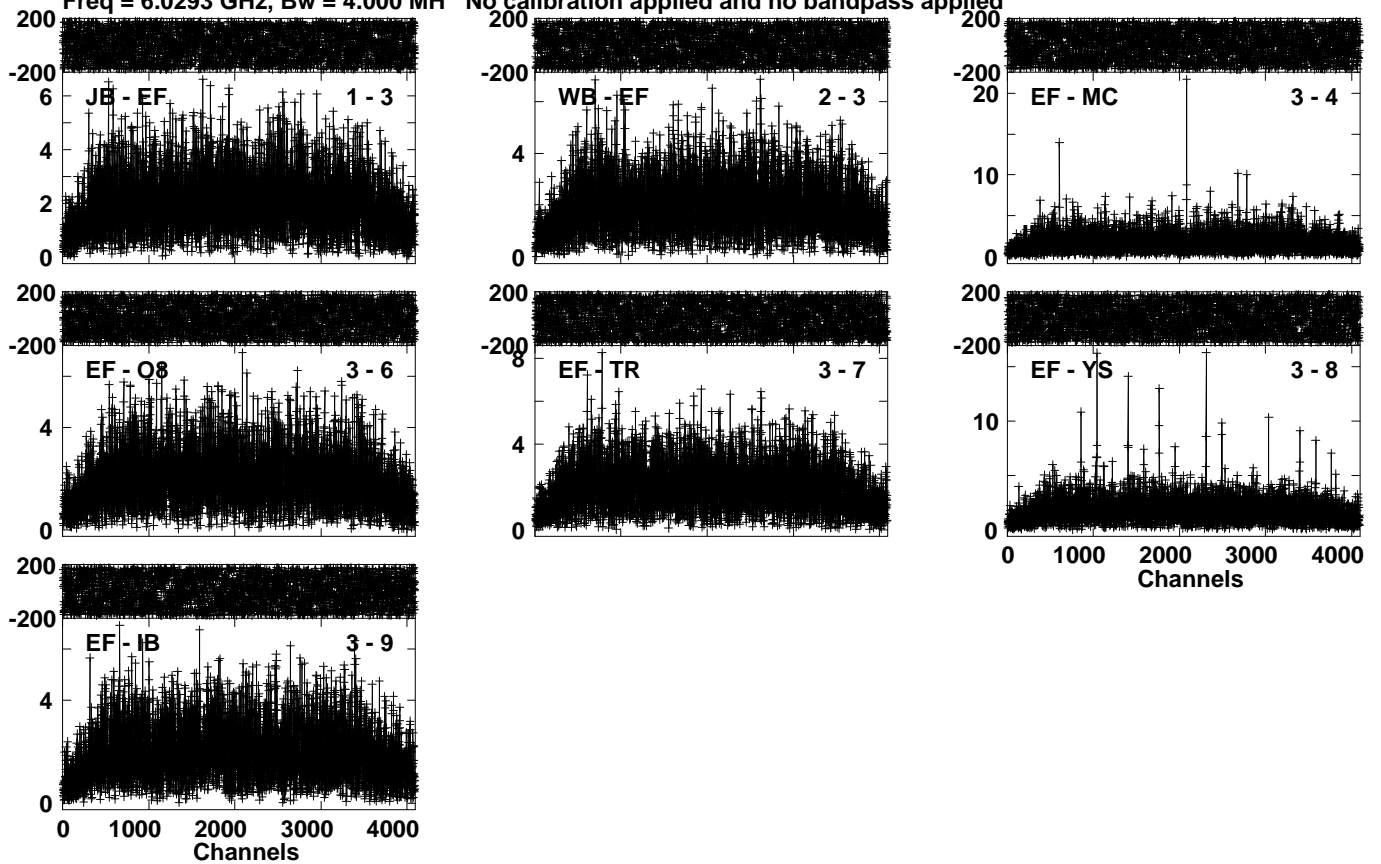 Freq = 6.0293 GHz, Bw = 4.000 MH No calibration applied and no bandpass applied
200 200 200
-200 -200 -200
JB - EF 1 - 3 WB - EF 2 - 3 EF - MC 3 - 4
6 20
4 4 10
2
0 0 0
200 200 200
-200 -200 -200
8
EF - O8 3 - 6 EF - TR 3 - 7 EF - YS 3 - 8
4 4 10
0 0 0
0 1000 2000 3000 4000
Channels
200
-200
EF - IB 3 - 9
4
0
0 1000 2000 3000 4000
Channels